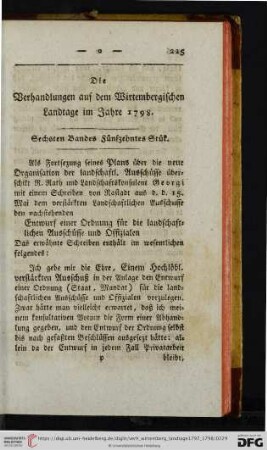 — o — 225
Die
Verhandlungen auf dem Wirtembergischen
Landtage im Jahre 1798.
Sechsten Bandes Fünfzehntes Stük.
Als Fortsezung seines Plans über die neue
Organisation der landschaftl. Ausschüsse über-
schikt R. Rath und Landschaftskonsulent Georgii
mit einem Schreiben von Rastadt aus v. d. 15.
Mai dem verstärkten Landschaftlichen Ausschusse
den nachstehenden
Entwurf einer Ordnung für die landschaft-
lichen Ausschüsse und Offizialen
Das erwähnte Schreiben enthält im wesentlichen
folgendes:
Ich gebe mir die Ehre, Einem Hochlöbl.
verstärkten Ausschuß in der Anlage den Entwurf
einer Ordnung (Staat, Mandat) für die land-
schaftlichen Ausschüsse und Offizialen vorzulegen.
Zwar hätte man vielleicht erwartet, daß ich mei-
nem konsultativen Voto die Form einer Abhand-
lung gegeben, und den Entwurf der Ordnung selbst
bis nach gefaßten Beschlüssen ausgesezt hätte: al-
lein da der Entwurf in jedem Fall Privatarbeit
p bleibt,
DFG